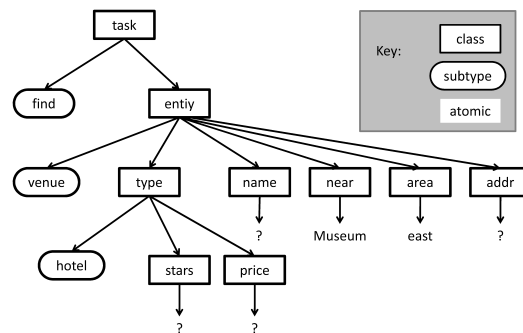 task
Key:
class
subtype
atomic
find
entiy
venue
type
name
near
area
addr
?
Museum
east
?
hotel
stars
price
?
?